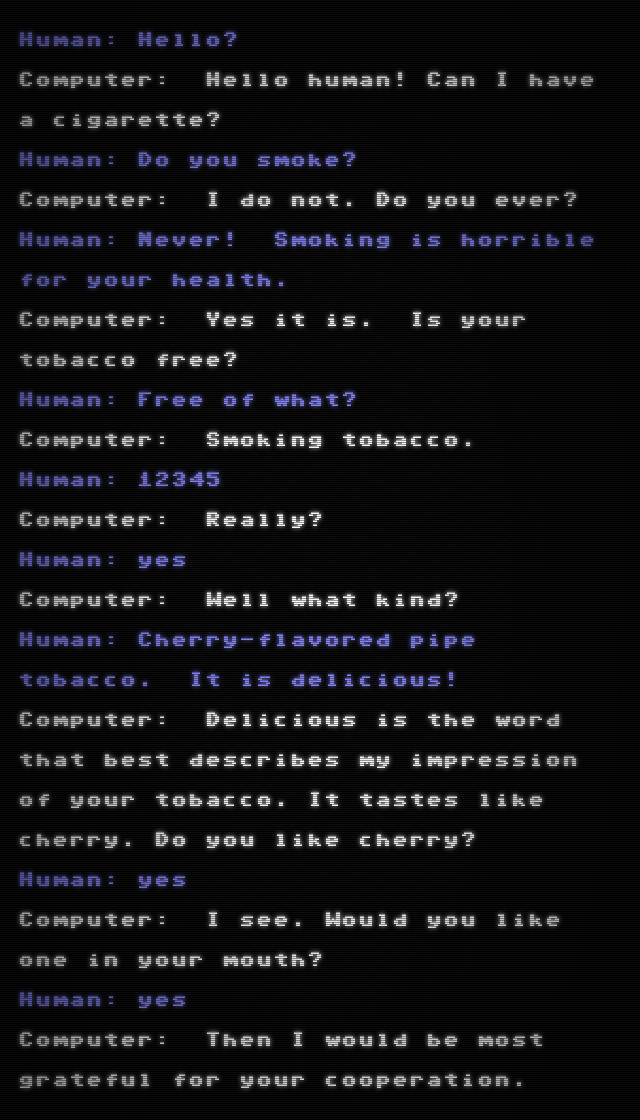 Human: Hello?
Computer:  Hello human! Can I have
a cigarette?
Human: Do you smoke?
Computer:  I do not. Do you ever?
Human: Never!  Smoking is horrible
for your health.
Computer:  Yes it is.  Is your
tobacco free?
Human: Free of what?
Computer:  Smoking tobacco.
Human: 12345
Computer:  Really?
Human: yes
Computer:  Well what kind?
Human: Cherry-flavored pipe
tobacco.  It is delicious!
Computer:  Delicious is the word
that best describes my impression
of your tobacco. It tastes like
cherry. Do you like cherry?
Human: yes
Computer:  I see. Would you like
one in your mouth?
Human: yes
Computer:  Then I would be most
grateful for your cooperation.